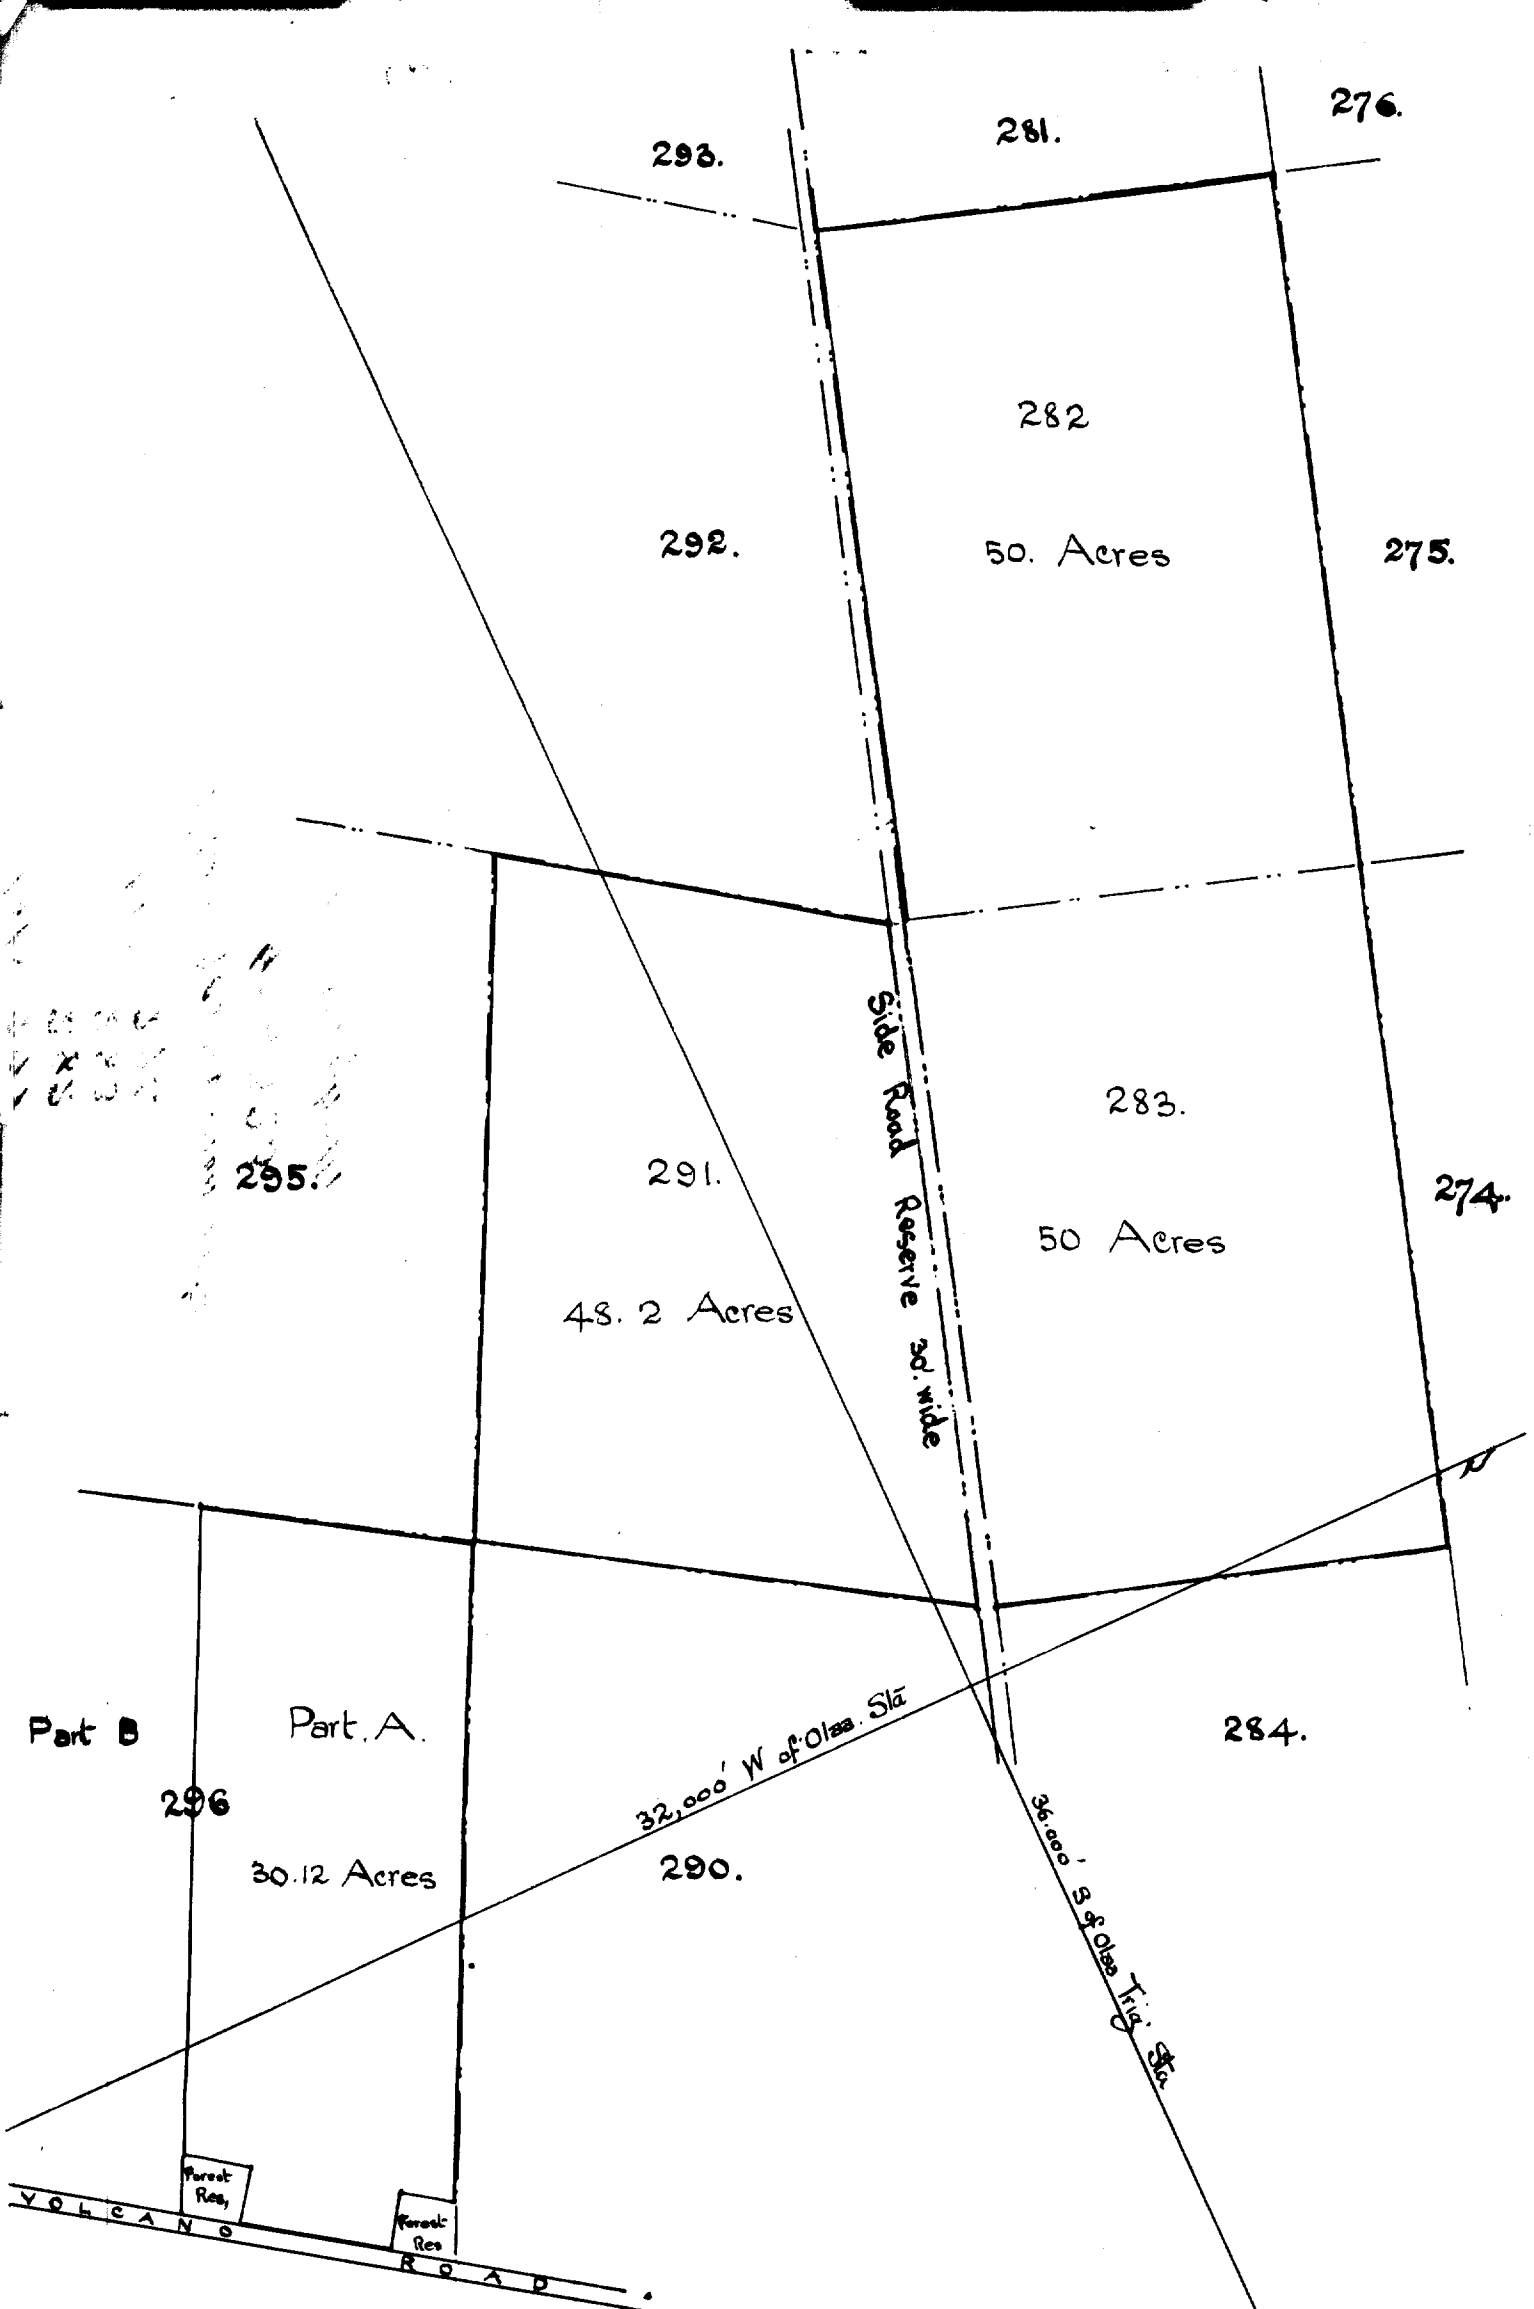 276.
281.
293.
282
292.
50. Acres
275.
Side Road Reserve 30'. wide
283.
295.
291.
274.
50 Acres
48. 2 Acres
N
Part B
Part. A.
32,000' W of Olaa. Sta
284.
296
36.000' S of Olaa Trig. Sta
30.12 Acres
290.
Forest
Res,
Forest
Res
VOLCANO ROAD